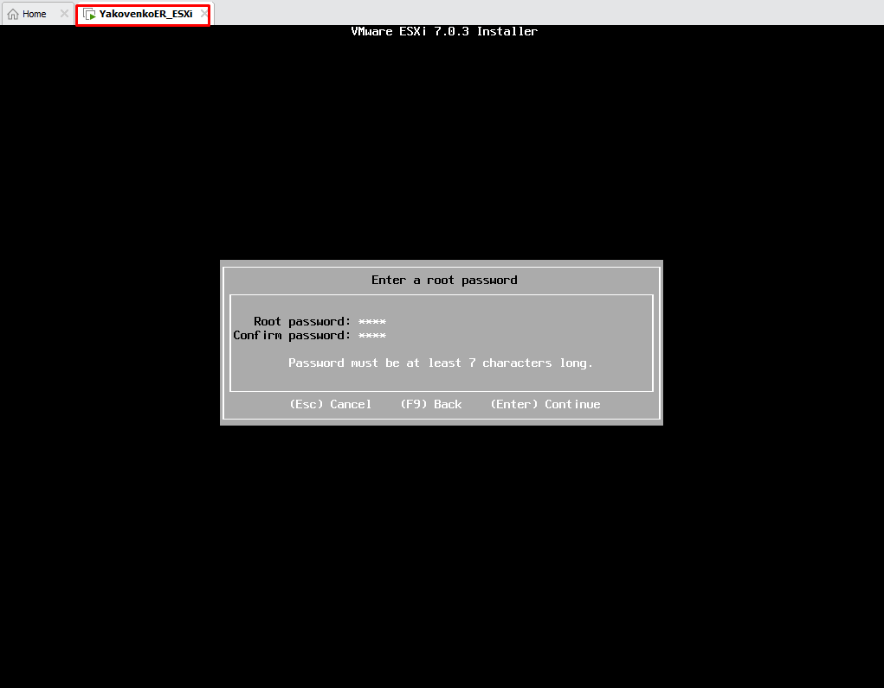 Home
YakovenkoER_ESXi
VMware ESXi 7.0.3 Installer
Enter a root password
Root password: ****
Confirm password: ****
Password must be at least 7 characters long.
(Esc) Cancel (F9) Back (Enter) Continue